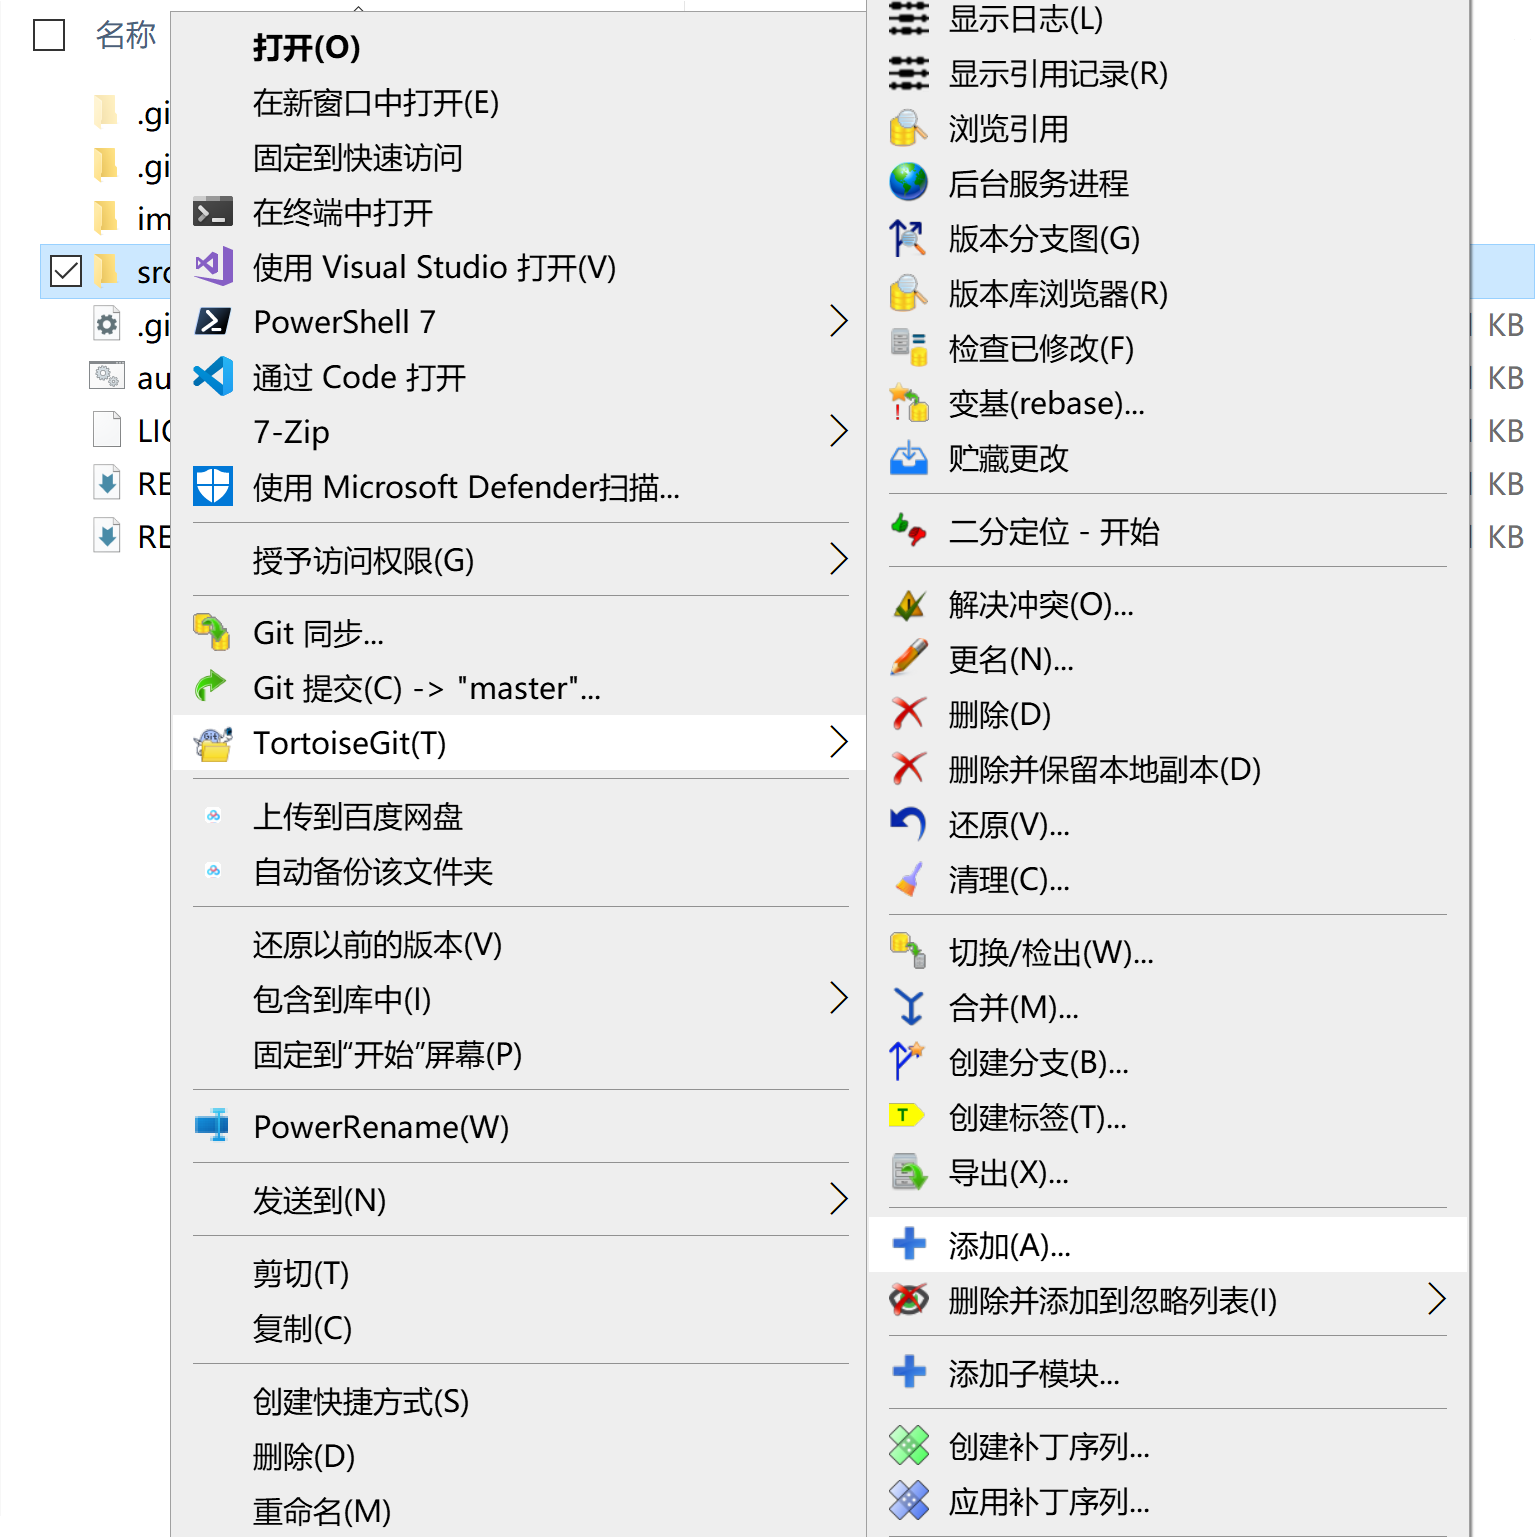 名称
.gi
.gi
im
src
.gi
au
LIC
RE
RE
打开(O)
在新窗口中打开(E)
固定到快速访问
在终端中打开
使用 Visual Studio 打开(V)
PowerShell 7
通过 Code 打开
7-Zip
使用 Microsoft Defender扫描...
授予访问权限(G)
Git 同步...
Git 提交(C) -> "master"...
TortoiseGit(T)
上传到百度网盘
自动备份该文件夹
还原以前的版本(V)
包含到库中(I)
固定到“开始”屏幕(P)
PowerRename(W)
发送到(N)
剪切(T)
复制(C)
创建快捷方式(S)
删除(D)
重命名(M)
显示日志(L)
显示引用记录(R)
浏览引用
后台服务进程
版本分支图(G)
版本库浏览器(R)
检查已修改(F)
变基(rebase)...
贮藏更改
二分定位 - 开始
解决冲突(O)...
更名(N)...
删除(D)
删除并保留本地副本(D)
还原(V)...
清理(C)...
切换/检出(W)...
合并(M)...
创建分支(B)...
创建标签(T)...
导出(X)...
添加(A)...
删除并添加到忽略列表(I)
添加子模块...
创建补丁序列...
应用补丁序列...
KB
KB
KB
KB
KB